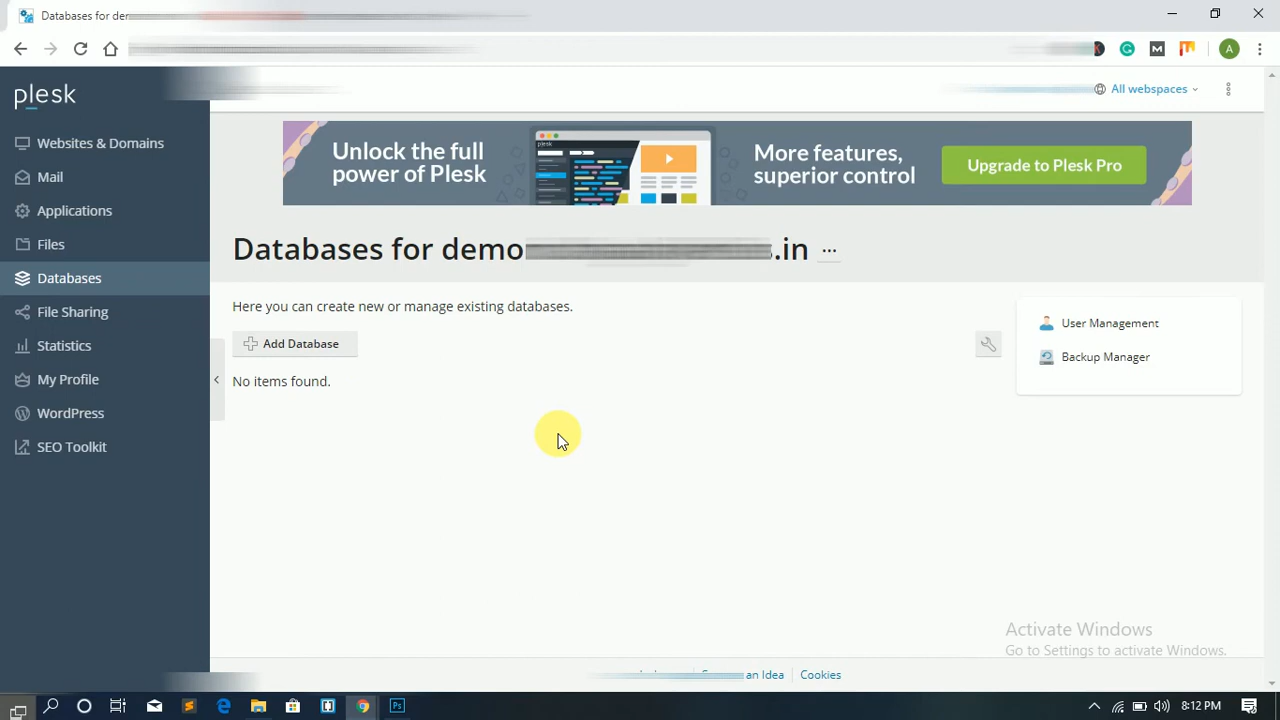 Databases for der
plesk
All webspaces
Websites & Domains
Mail
Applications
Files
Databases
File Sharing
Statistics
My Profile
WordPress
SEO Toolkit
Unlock the full
power of Plesk
plesk
More features,
superior control
Upgrade to Plesk Pro
Databases for demo .in ...
Here you can create new or manage existing databases.
Add Database
No items found.
User Management
Backup Manager
Activate Windows
Go to Settings to activate Windows.
an Idea Cookies
A
8:12 PM